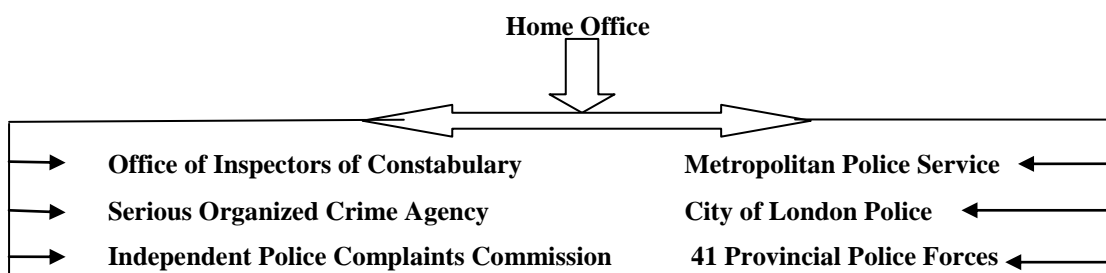 Home Office
Office of Inspectors of Constabulary
Metropolitan Police Service
Serious Organized Crime Agency
City of London Police
Independent Police Complaints Commission
41 Provincial Police Forces